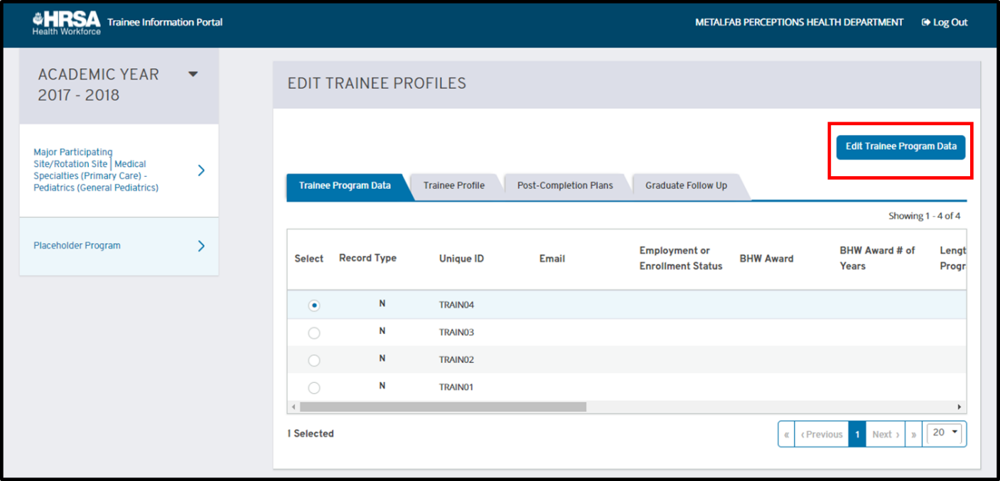 HRSA
Health Workforce
Trainee Information Portal
METALFAB PERCEPTIONS HEALTH DEPARTMENT
Log Out
ACADEMIC YEAR
2017 - 2018
Major Participating
Site/Rotation Site | Medical
Specialties (Primary Care) -
Pediatrics (General Pediatrics)
Placeholder Program
EDIT TRAINEE PROFILES
Edit Trainee Program Data
Trainee Program Data
Trainee Profile
Post-Completion Plans
Graduate Follow Up
Showing 1 - 4 of 4
Select
Record Type
Unique ID
Email
Employment or
Enrollment Status
BHW Award
BHW Award # of
Years
Lengt
Progr
N TRAIN04
N TRAIN03
N TRAIN02
N TRAIN01
1 Selected
« ‹ Previous 1 Next › » 20